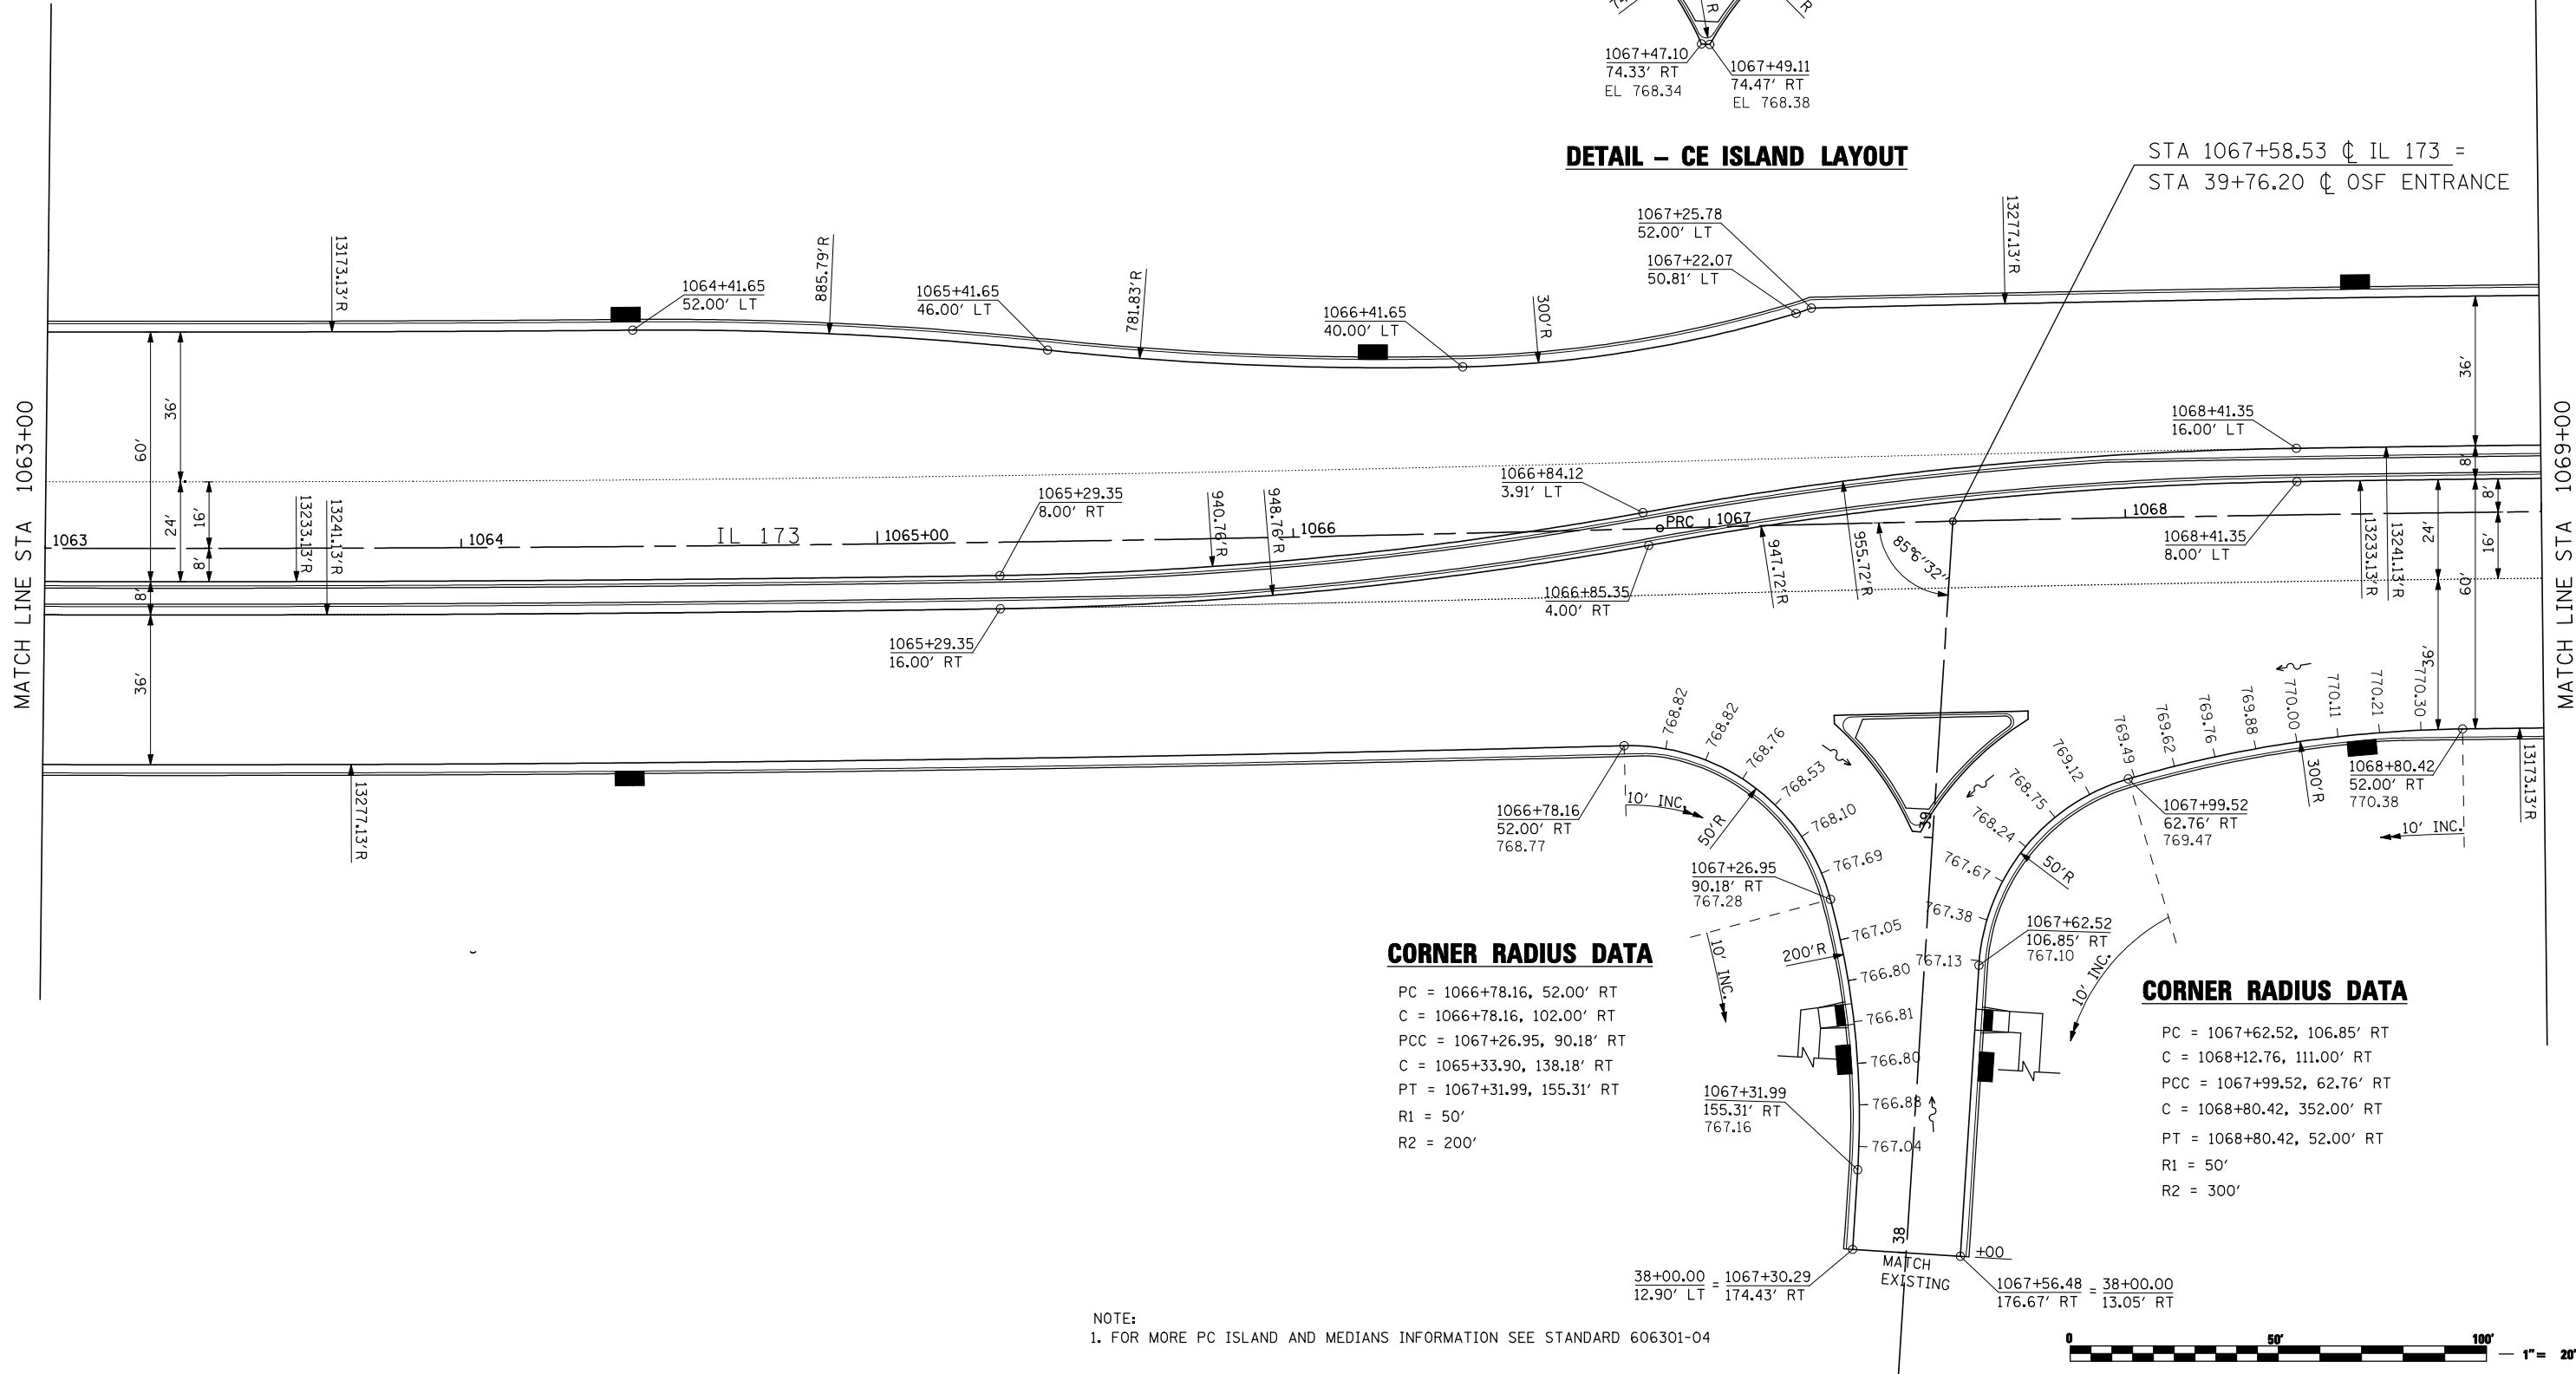 1067+47.10
74.33' RT
EL 768.34
1067+49.11
74.47' RT
EL 768.38
R
R
DETAIL – CE ISLAND LAYOUT
STA 1067+58.53 ℄ IL 173 =
STA 39+76.20 ℄ OSF ENTRANCE
MATCH LINE STA 1063+00
MATCH LINE STA 1069+00
13173.13'R
1064+41.65
52.00' LT
885.79'R
1065+41.65
46.00' LT
781.83'R
1066+41.65
40.00' LT
300'R
1067+25.78
52.00' LT
1067+22.07
50.81' LT
13277.13'R
36'
60'
24'
16'
8'
8'
36'
1063
1064
IL 173
1065+00
1066
PRC
1067
1068
13233.13'R
13241.13'R
1065+29.35
8.00' RT
940.76'R
948.76'R
1066+84.12
3.91' LT
1066+85.35
4.00' RT
947.72'R
955.72'R
85°6'32"
1068+41.35
16.00' LT
1068+41.35
8.00' LT
13233.13'R
13241.13'R
36'
8'
8'
24'
16'
60'
36'
1065+29.35
16.00' RT
13277.13'R
1066+78.16
52.00' RT
768.77
10' INC.
50'R
768.82
768.82
768.76
768.53
768.10
767.69
1067+26.95
90.18' RT
767.28
10' INC.
200'R
767.05
766.80
766.81
766.80
766.88
767.04
1067+31.99
155.31' RT
767.16
39
38
767.13
767.38
767.67
768.24
768.75
769.12
769.49
769.62
769.76
769.88
770.00
770.11
770.21
770.30
50'R
300'R
1067+62.52
106.85' RT
767.10
1067+99.52
62.76' RT
769.47
1068+80.42
52.00' RT
770.38
10' INC.
10' INC.
13173.13'R
CORNER RADIUS DATA
PC = 1066+78.16, 52.00' RT
C = 1066+78.16, 102.00' RT
PCC = 1067+26.95, 90.18' RT
C = 1065+33.90, 138.18' RT
PT = 1067+31.99, 155.31' RT
R1 = 50'
R2 = 200'
CORNER RADIUS DATA
PC = 1067+62.52, 106.85' RT
C = 1068+12.76, 111.00' RT
PCC = 1067+99.52, 62.76' RT
C = 1068+80.42, 352.00' RT
PT = 1068+80.42, 52.00' RT
R1 = 50'
R2 = 300'
+00
MATCH
EXISTING
38+00.00 = 1067+30.29
12.90' LT 174.43' RT
1067+56.48 = 38+00.00
176.67' RT 13.05' RT
NOTE:
1. FOR MORE PC ISLAND AND MEDIANS INFORMATION SEE STANDARD 606301-04
0 50' 100'
1"= 20'